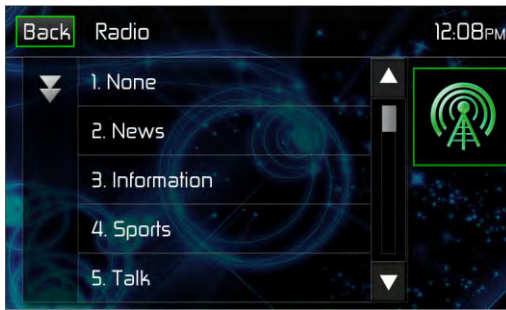 Back Radio 12:08PM
1. None
2. News
3. Information
4. Sports
5. Talk